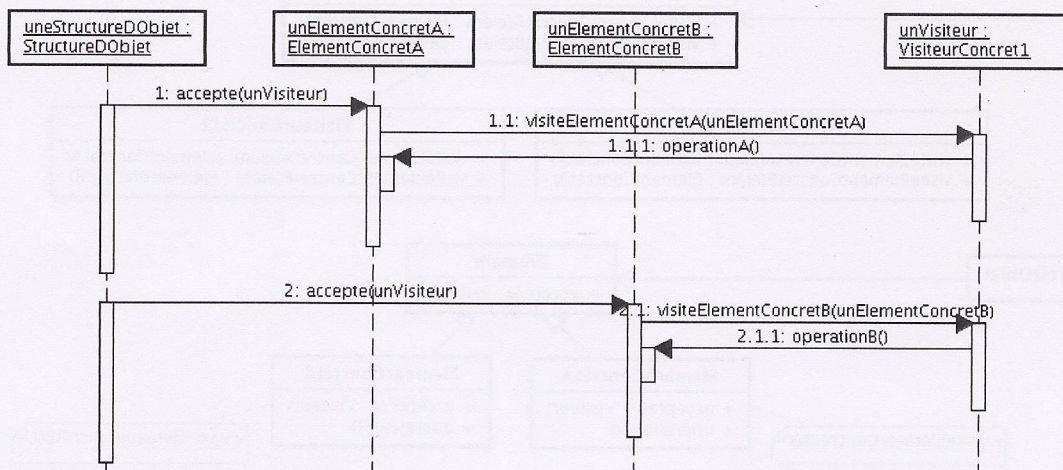 uneStructureDObjet :
StructureDObjet
unElementConcretA :
ElementConcretA
unElementConcretB :
ElementConcretB
unVisiteur :
VisiteurConcret1
1: accepte(unVisiteur)
1.1: visiteElementConcretA(unElementConcretA)
1.1.1: operationA()
2: accepte(unVisiteur)
2.1: visiteElementConcretB(unElementConcretB)
2.1.1: operationB()